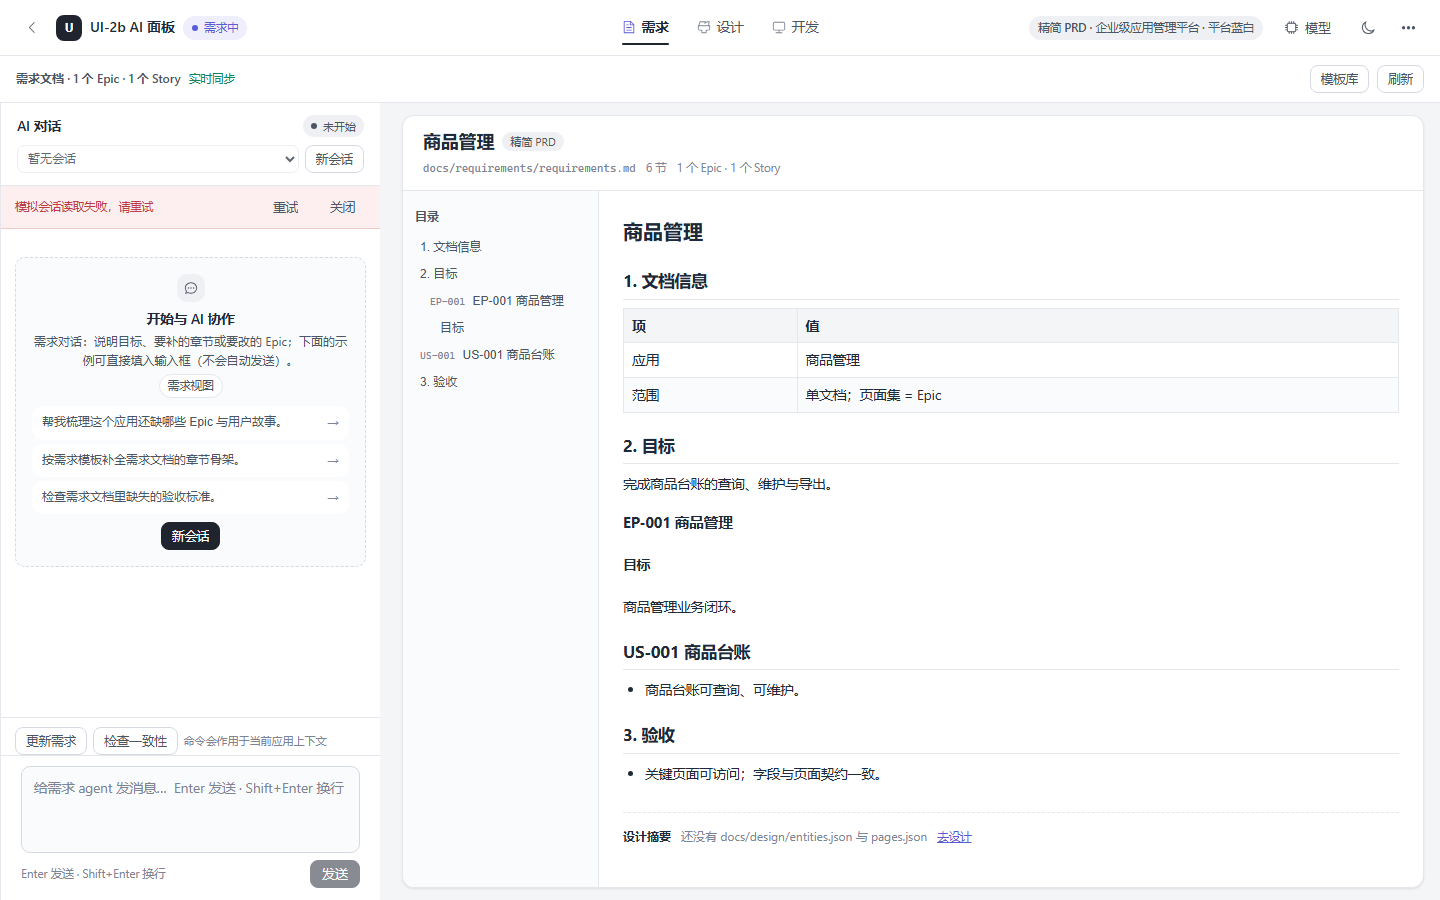 U UI-2b AI 面板 需求中
需求 设计 开发
精简 PRD · 企业级应用管理平台 · 平台蓝白 模型
需求文档 · 1 个 Epic · 1 个 Story 实时同步
模板库 刷新
AI 对话 未开始
暂无会话 新会话
模拟会话读取失败，请重试 重试 关闭
开始与 AI 协作
需求对话：说明目标、要补的章节或要改的 Epic；下面的示
例可直接填入输入框（不会自动发送）。
需求视图
帮我梳理这个应用还缺哪些 Epic 与用户故事。 →
按需求模板补全需求文档的章节骨架。 →
检查需求文档里缺失的验收标准。 →
新会话
更新需求 检查一致性 命令会作用于当前应用上下文
给需求 agent 发消息... Enter 发送 · Shift+Enter 换行
Enter 发送 · Shift+Enter 换行 发送
商品管理 精简 PRD
docs/requirements/requirements.md 6 节 1 个 Epic · 1 个 Story
目录
1. 文档信息
2. 目标
EP-001 EP-001 商品管理
目标
US-001 US-001 商品台账
3. 验收
商品管理
1. 文档信息
项 值
应用 商品管理
范围 单文档；页面集 = Epic
2. 目标
完成商品台账的查询、维护与导出。
EP-001 商品管理
目标
商品管理业务闭环。
US-001 商品台账
• 商品台账可查询、可维护。
3. 验收
• 关键页面可访问；字段与页面契约一致。
设计摘要 还没有 docs/design/entities.json 与 pages.json 去设计